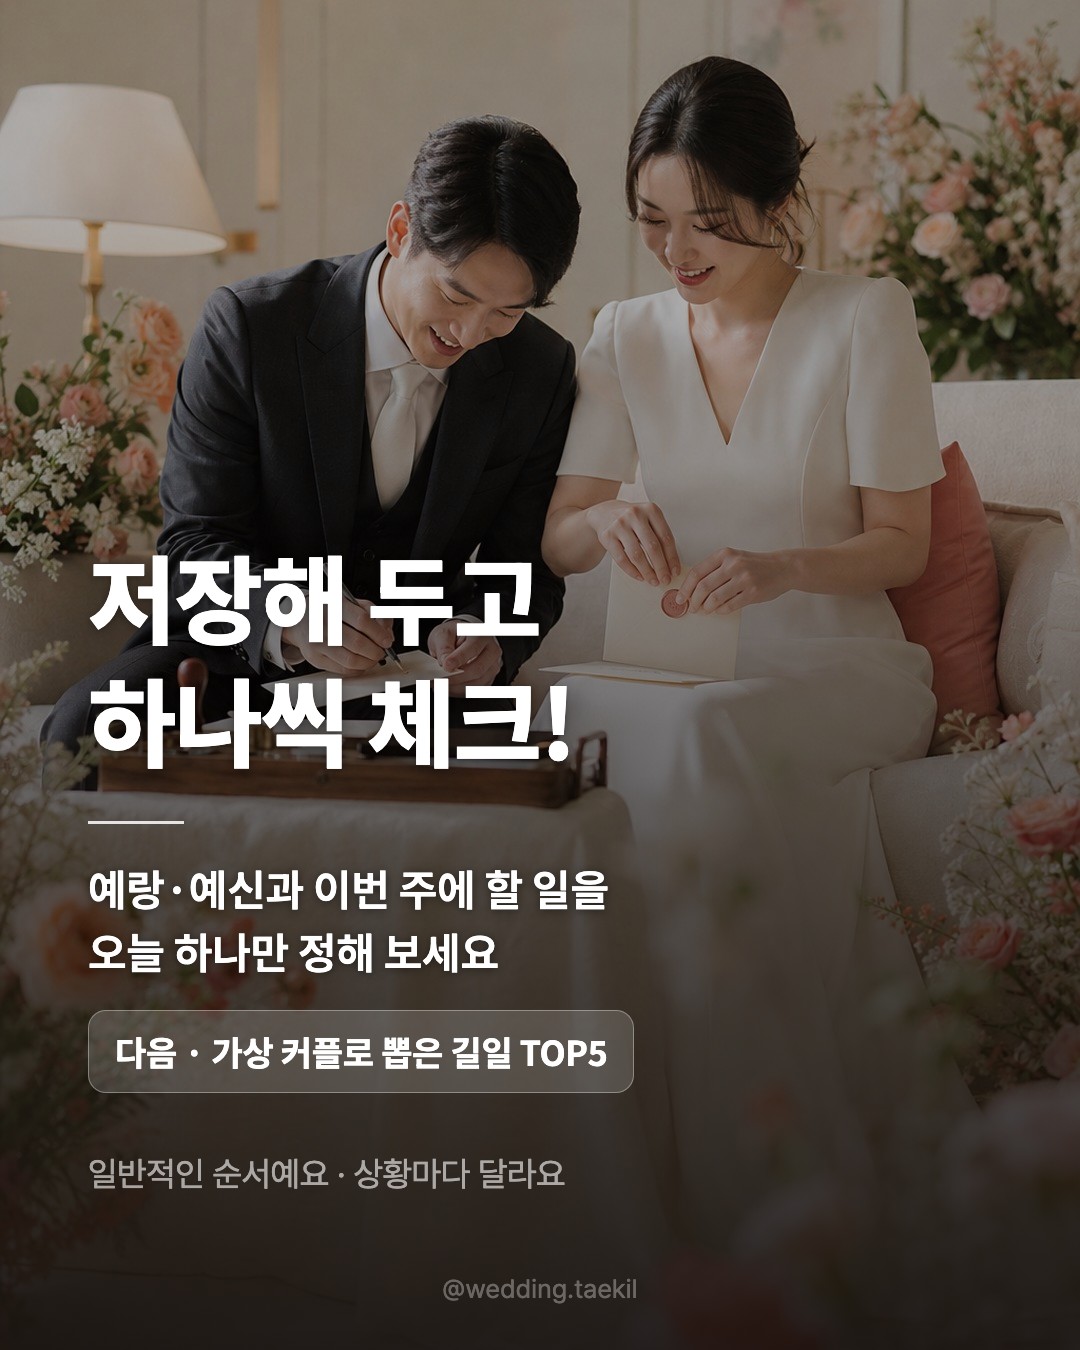 저장해 두고
하나씩 체크!
예랑·예신과 이번 주에 할 일을
오늘 하나만 정해 보세요
다음 · 가상 커플로 뽑은 길일 TOP5
일반적인 순서예요 · 상황마다 달라요
@wedding.taekil